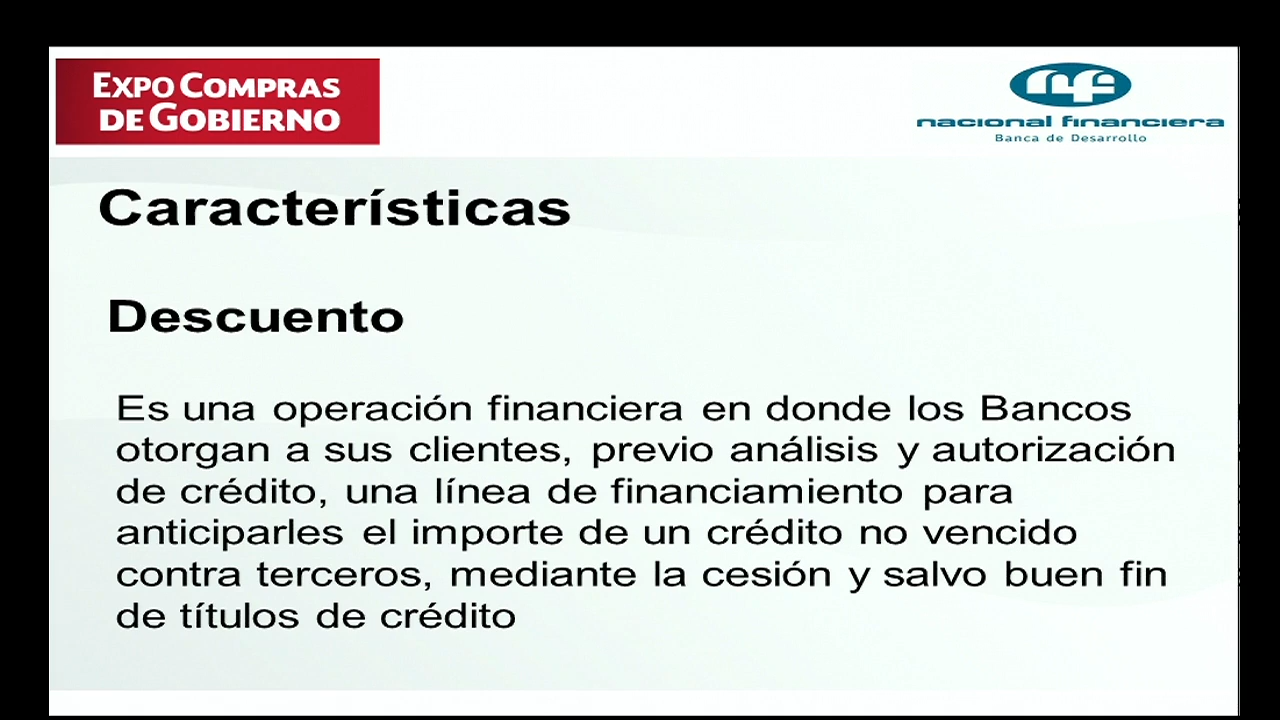 EXPO COMPRAS
DE GOBIERNO
nf
nacional financiera
Banca de Desarrollo
Características
Descuento
Es una operación financiera en donde los Bancos
otorgan a sus clientes, previo análisis y autorización
de crédito, una línea de financiamiento para
anticiparles el importe de un crédito no vencido
contra terceros, mediante la cesión y salvo buen fin
de títulos de crédito